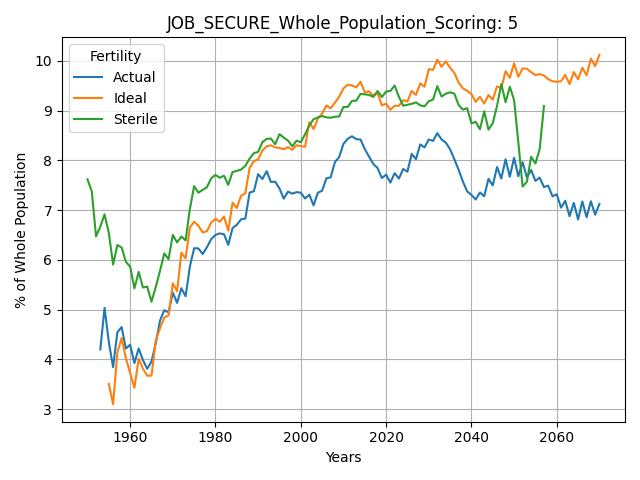 JOB_SECURE_Whole_Population_Scoring: 5
Fertility
Actual
Ideal
Sterile
% of Whole Population
10
9
8
7
6
5
4
3
1960 1980 2000 2020 2040 2060
Years